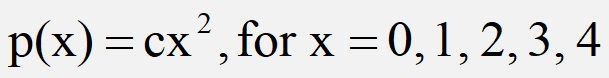 p(x) = cx², for x = 0, 1, 2, 3, 4